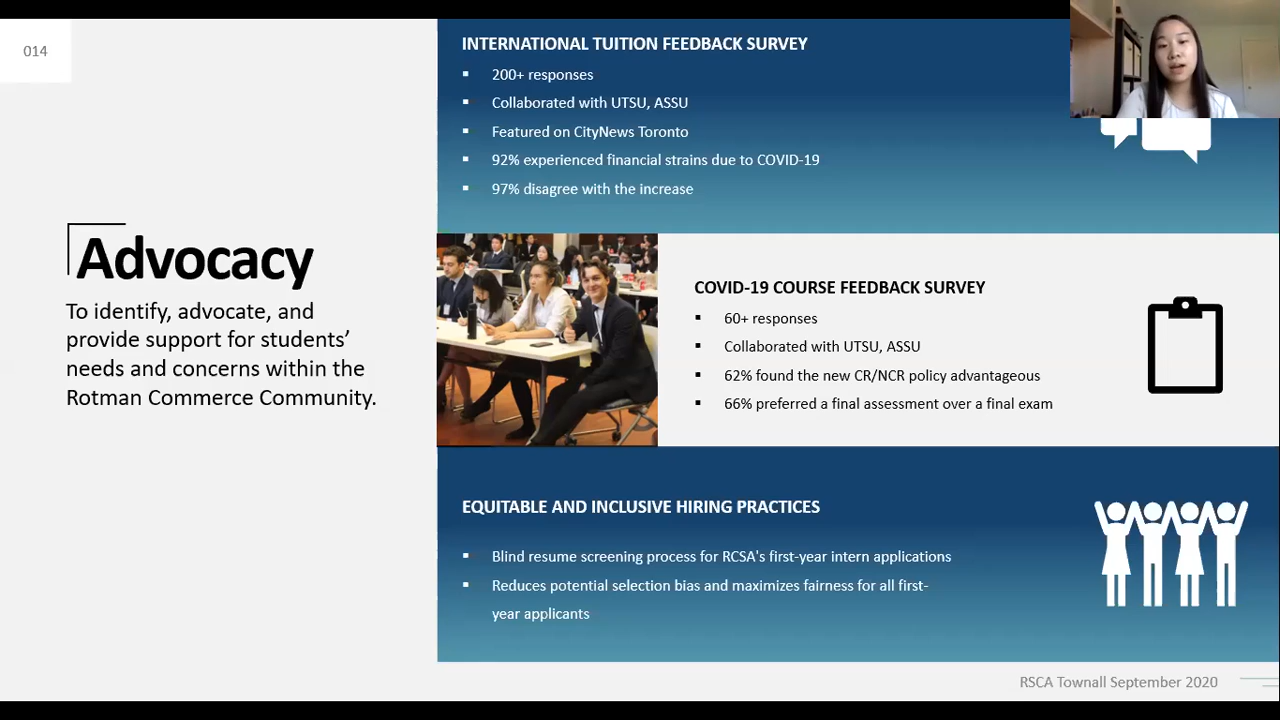 014
Advocacy
To identify, advocate, and
provide support for students’
needs and concerns within the
Rotman Commerce Community.
INTERNATIONAL TUITION FEEDBACK SURVEY
▪ 200+ responses
▪ Collaborated with UTSU, ASSU
▪ Featured on CityNews Toronto
▪ 92% experienced financial strains due to COVID-19
▪ 97% disagree with the increase
COVID-19 COURSE FEEDBACK SURVEY
▪ 60+ responses
▪ Collaborated with UTSU, ASSU
▪ 62% found the new CR/NCR policy advantageous
▪ 66% preferred a final assessment over a final exam
EQUITABLE AND INCLUSIVE HIRING PRACTICES
▪ Blind resume screening process for RCSA's first-year intern applications
▪ Reduces potential selection bias and maximizes fairness for all first-
year applicants
RSCA Townall September 2020